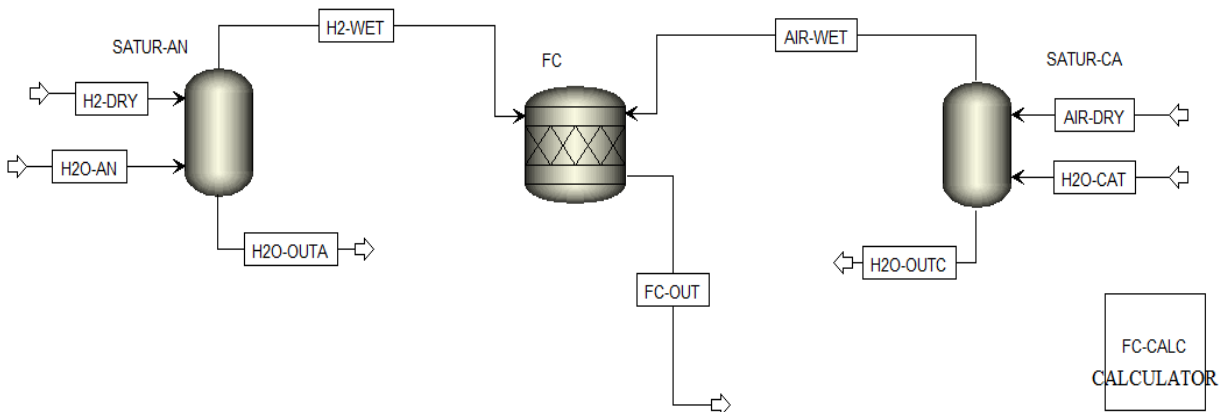 H2-WET
AIR-WET
SATUR-AN
FC
SATUR-CA
H2-DRY
AIR-DRY
H2O-AN
H2O-CAT
H2O-OUTA
H2O-OUTC
FC-OUT
FC-CALC
CALCULATOR